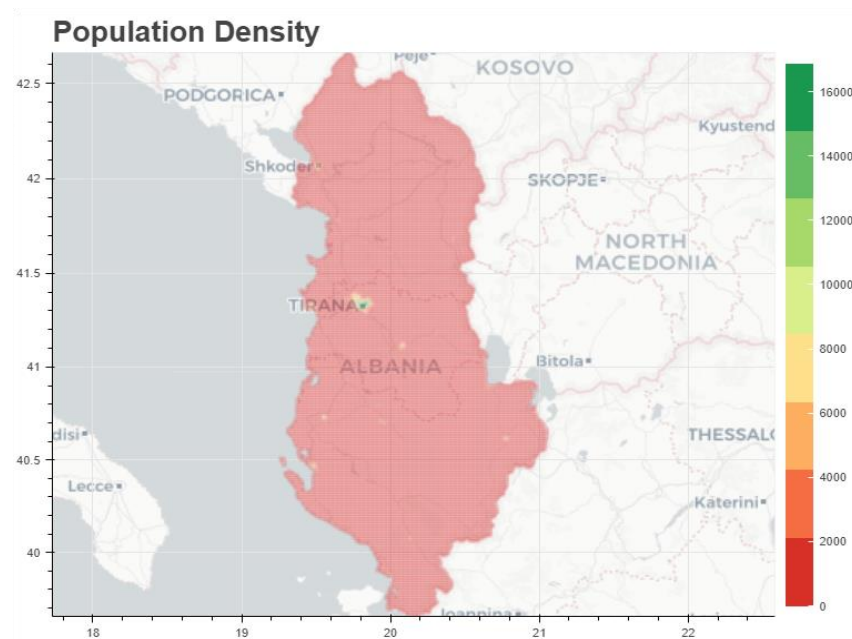 Population Density
42.5
42
41.5
41
40.5
40
18
19
20
21
22
Peje
KOSOVO
PODGORICA
Kyustend
Shkoder
SKOPJE
NORTH
MACEDONIA
TIRANA
ALBANIA
Bitola
disi
THESSAL
Lecce
Katerini
Ioannina
16000
14000
12000
10000
8000
6000
4000
2000
0